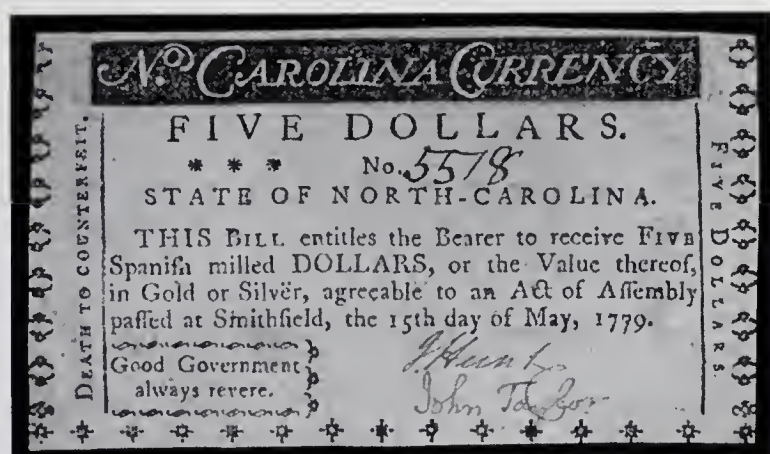 No. CAROLINA CURRENCY
FIVE DOLLARS.
* * * No. 5518
STATE OF NORTH-CAROLINA.
THIS BILL entitles the Bearer to receive FIVE
Spaniſh milled DOLLARS, or the Value thereof,
in Gold or Silver, agreeable to an Act of Aſſembly
paſſed at Smithfield, the 15th day of May, 1779.
Good Government
always revere.
J Hunt
John Taylor
DEATH TO COUNTERFEIT.
FIVE DOLLARS.